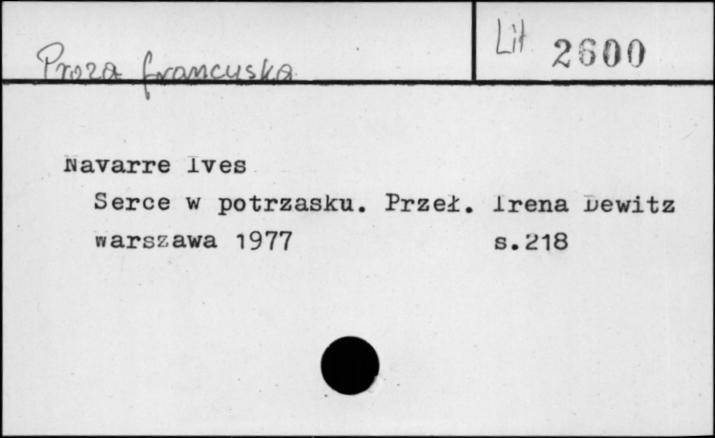 Proza francuska
Lit 2600
Navarre Ives
Serce w potrzasku. Przeł. Irena Dewitz
Warszawa 1977 s.218